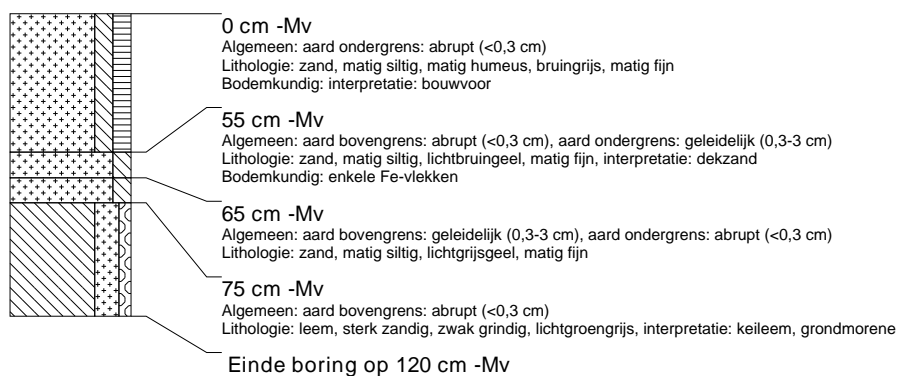 0 cm -Mv
Algemeen: aard ondergrens: abrupt (<0,3 cm)
Lithologie: zand, matig siltig, matig humeus, bruingrijs, matig fijn
Bodemkundig: interpretatie: bouwvoor
55 cm -Mv
Algemeen: aard bovengrens: abrupt (<0,3 cm), aard ondergrens: geleidelijk (0,3-3 cm)
Lithologie: zand, matig siltig, lichtbruingeel, matig fijn, interpretatie: dekzand
Bodemkundig: enkele Fe-vlekken
65 cm -Mv
Algemeen: aard bovengrens: geleidelijk (0,3-3 cm), aard ondergrens: abrupt (<0,3 cm)
Lithologie: zand, matig siltig, lichtgrijsgeel, matig fijn
75 cm -Mv
Algemeen: aard bovengrens: abrupt (<0,3 cm)
Lithologie: leem, sterk zandig, zwak grindig, lichtgroengrijs, interpretatie: keileem, grondmorene
Einde boring op 120 cm -Mv